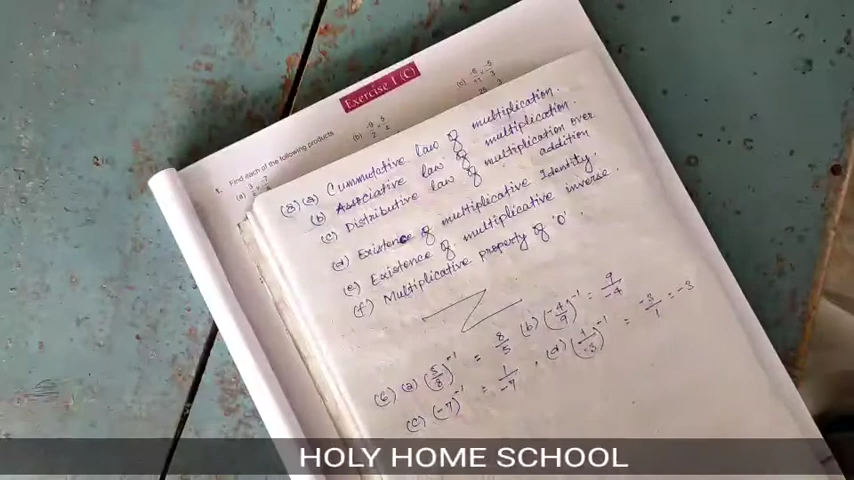 Exercise 1 (C)
1. Find each of the following products
(a) (b) (c)
(8) (a) Cummutative law of multiplication.
(b) Associative law of multiplication.
(c) Distributive law of multiplication over addition
(d) Existence of multiplicative Identity.
(e) Existence of multiplicative inverse.
(f) Multiplicative property of '0'.
(6) (a) (5/8)⁻¹ = 8/5 (b) (-4/9)⁻¹ = 9/-4
(c) (-7)⁻¹ = 1/-7, (d) (1/-3)⁻¹ = -3/1 = -3
HOLY HOME SCHOOL